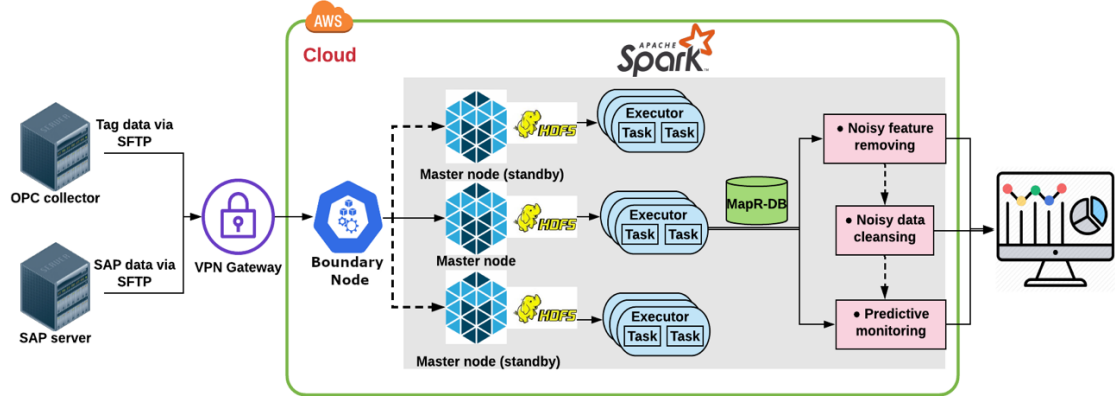 AWS
Cloud
APACHE
Spark
TM
Tag data via
SFTP
OPC collector
SAP data via
SFTP
SAP server
VPN Gateway
Boundary
Node
HDFS
Master node (standby)
Executor
Task Task
HDFS
Master node
Executor
Task Task
HDFS
Master node (standby)
Executor
Task Task
MapR-DB
• Noisy feature
removing
• Noisy data
cleansing
• Predictive
monitoring